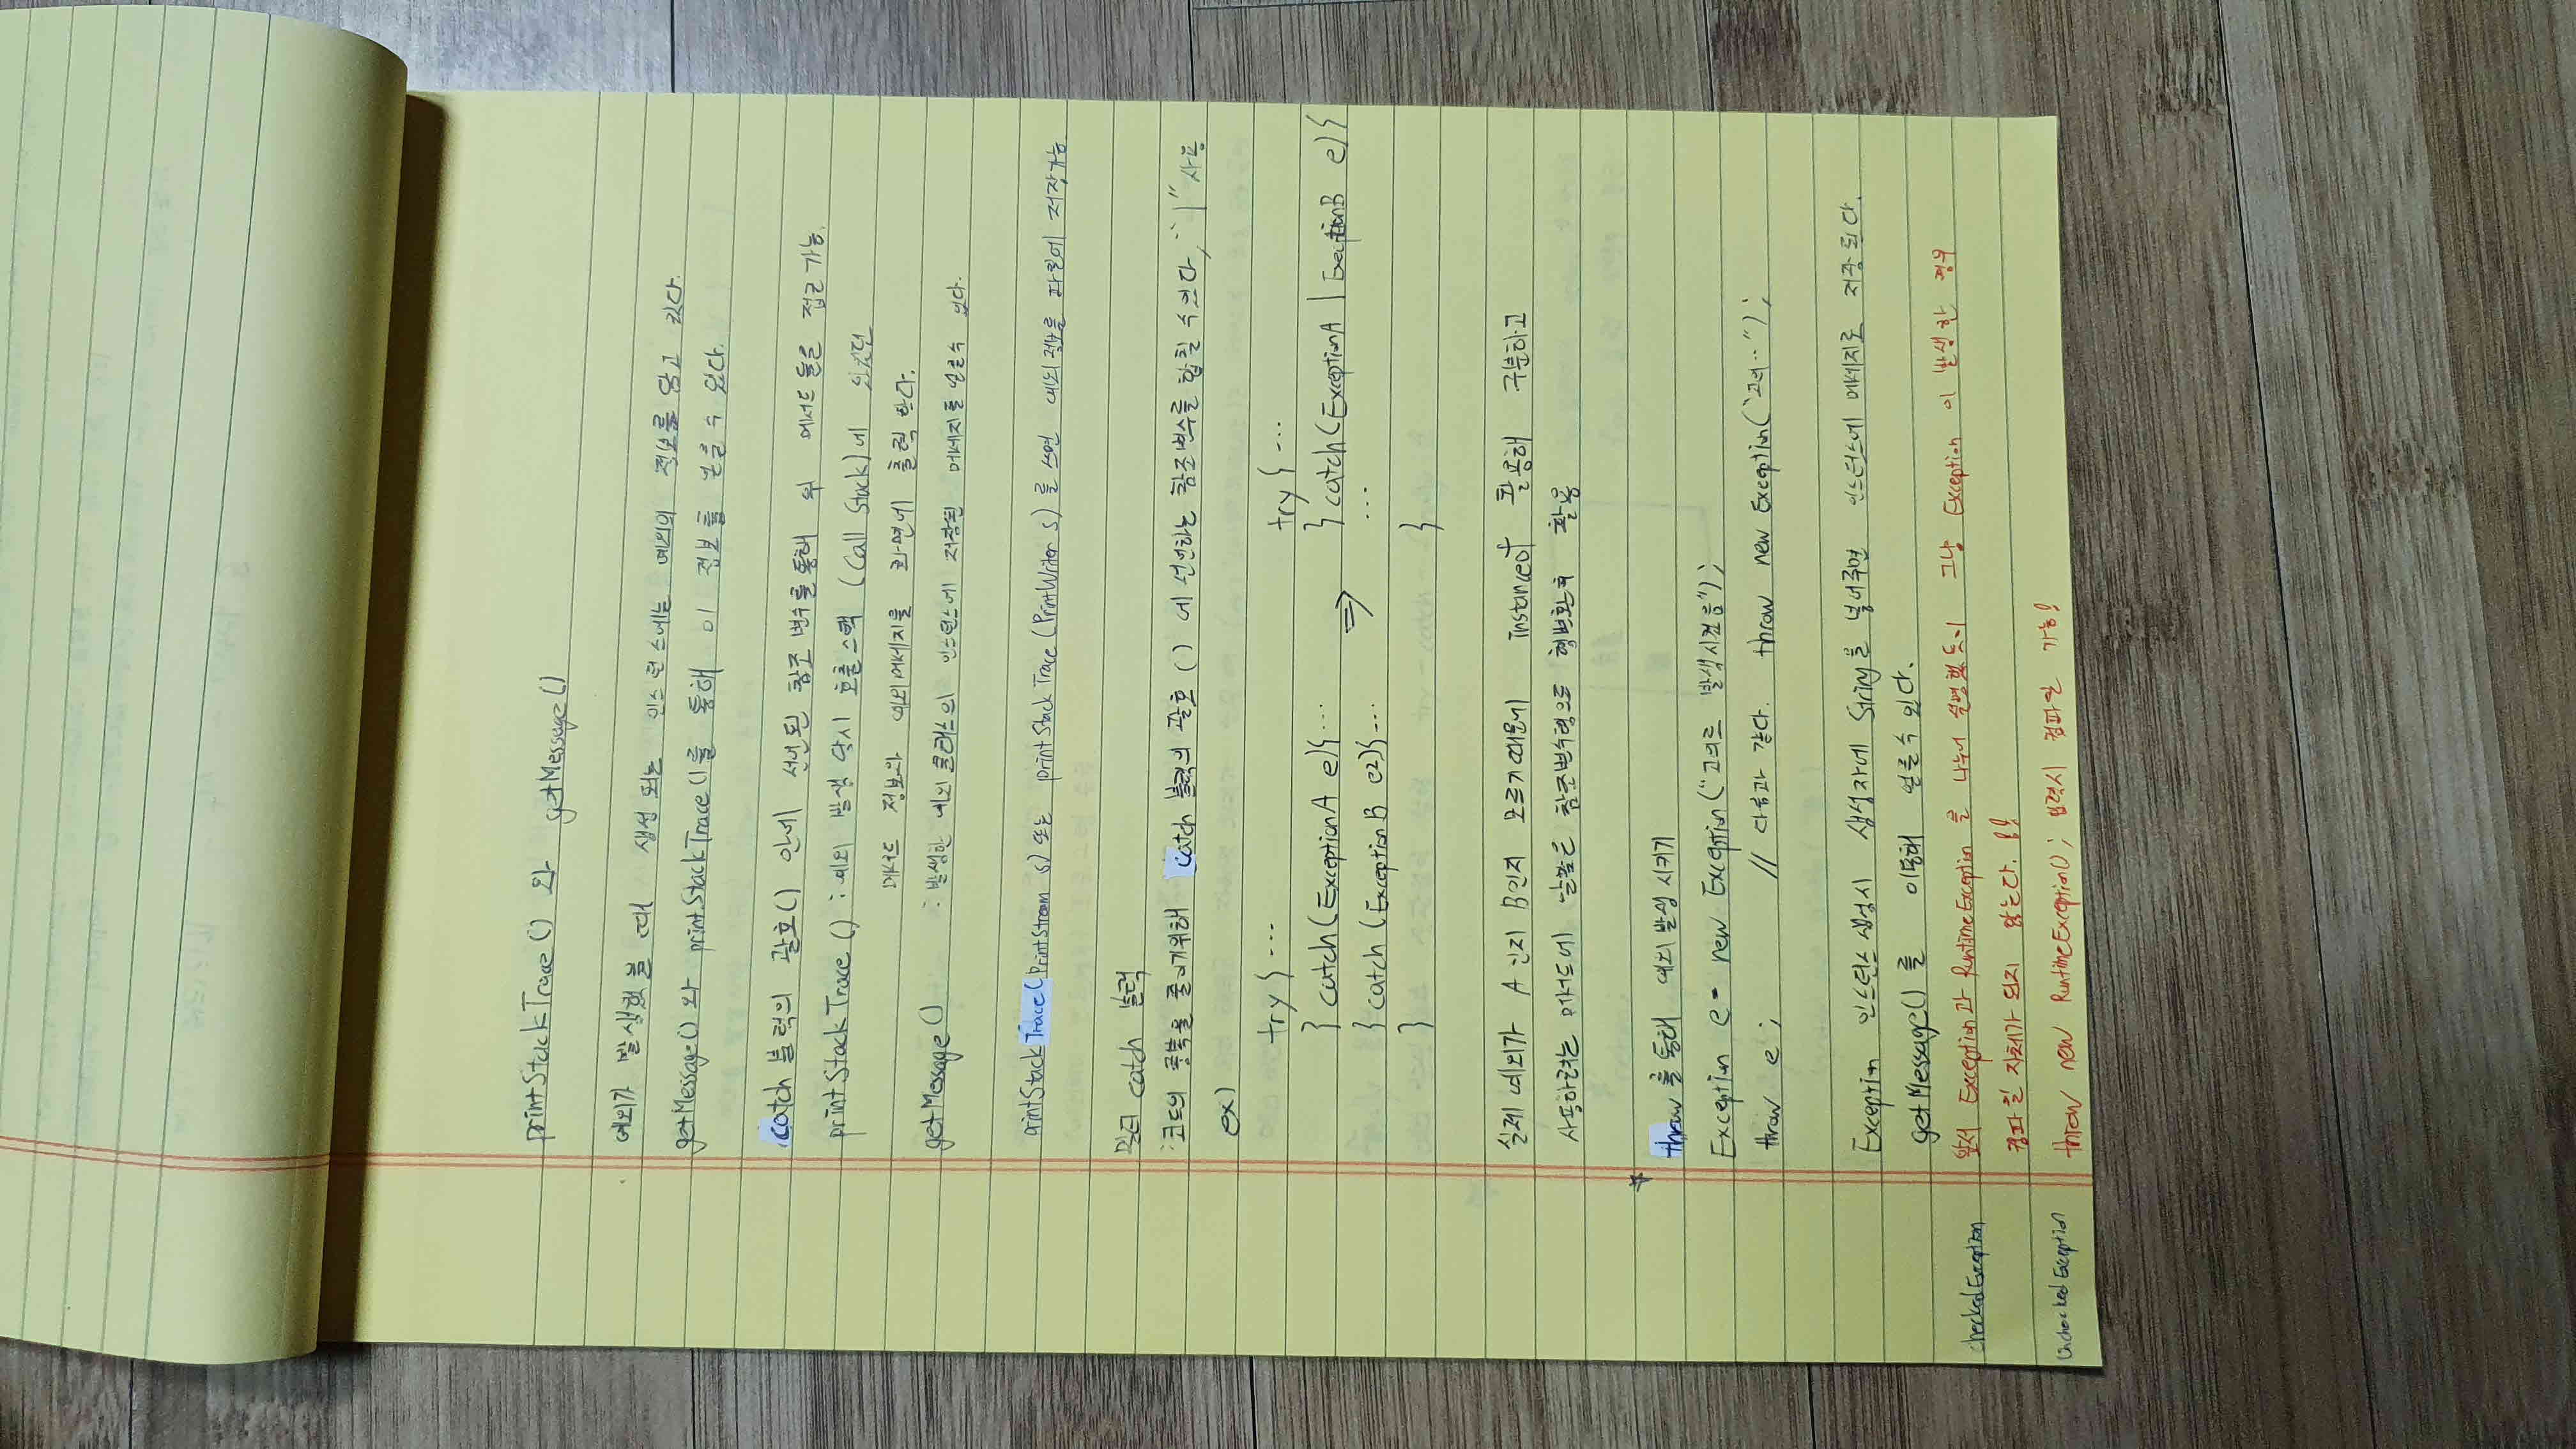 printStackTrace() 와 getMessage()
예외가 발생했을 때 생성 되는 인스턴스에는 예외의 정보를 담고 있다.
getMessage() 와 printStackTrace()를 통해 이 정보를 얻을 수 있다.
catch 블럭의 괄호() 안에 선언된 참조 변수를 통해 위 메서드 들을 접근 가능.
printStackTrace() : 예외 발생 당시 호출스택 (Call Stack)에 있었던
메서드 정보와 예외메세지를 화면에 출력 한다.
getMessage() : 발생한 예외 클래스의 인스턴스에 저장된 메세지를 얻을수 있다.
printStackTrace(PrintStream s) 또는 printStackTrace(PrintWriter s)를 쓰면 예외정보를 파일에 저장가능
멀티 catch 블럭
: 코드의 중복을 줄이기위해 catch 블럭의 괄호 () 에 선언하는 참조변수를 합칠 수 있다, "|" 사용
ex)
try { ··· try { ···
} catch(ExceptionA e){ ··· } catch(ExceptionA | ExecptionB e){
} catch (ExceptionB e2){ ··· ⇒ ···
} }
실제 예외가 A인지 B인지 모르기때문에 instanceof 활용해 구분하고
사용하려는 메서드에 알맞은 참조변수형으로 형변환후 활용
☆
throw 를 통해 예외 발생 시키기
Exception e = new Exception("고의로 발생시켰음");
throw e; // 다음과 같다. throw new Exception("고의··");
Exception 인스턴스 생성시 생성자에 String을 넣어주면 인스턴스에 메세지로 저장 된다.
getMessage()를 이용해 얻을수 있다.
checkedException 앞서 Exception과 RuntimeException 를 나누어 설명했듯이 그냥 Exception 이 발생한 경우
컴파일 자체가 되지 않는다. !!
UncheckedException throw new RuntimeException(); 입력시 컴파일 가능!